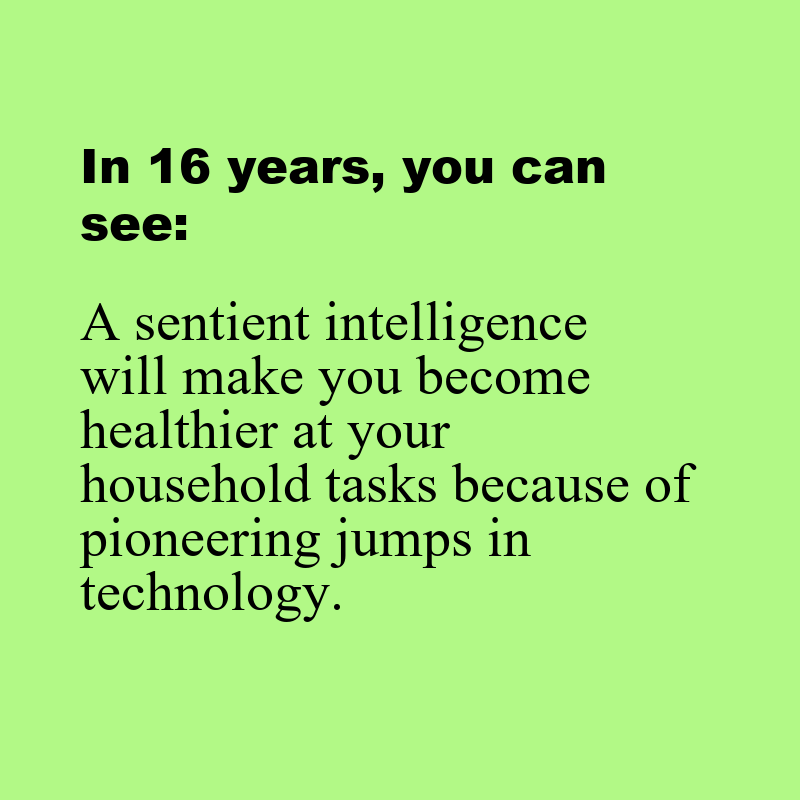 In 16 years, you can
see:
A sentient intelligence
will make you become
healthier at your
household tasks because of
pioneering jumps in
technology.